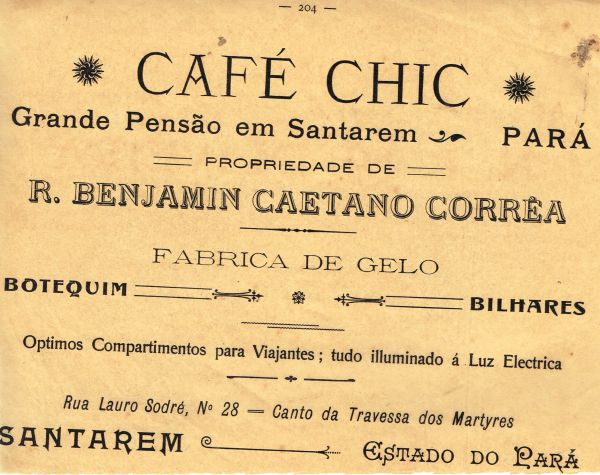 — 204 —
CAFÉ CHIC
Grande Pensão em Santarem PARÁ
PROPRIEDADE DE
R. BENJAMIN CAETANO CORRÊA
FABRICA DE GELO
BOTEQUIM BILHARES
Optimos Compartimentos para Viajantes ; tudo illuminado á Luz Electrica
Rua Lauro Sodré, Nº 28 — Canto da Travessa dos Martyres
SANTAREM ESTADO DO PARÁ